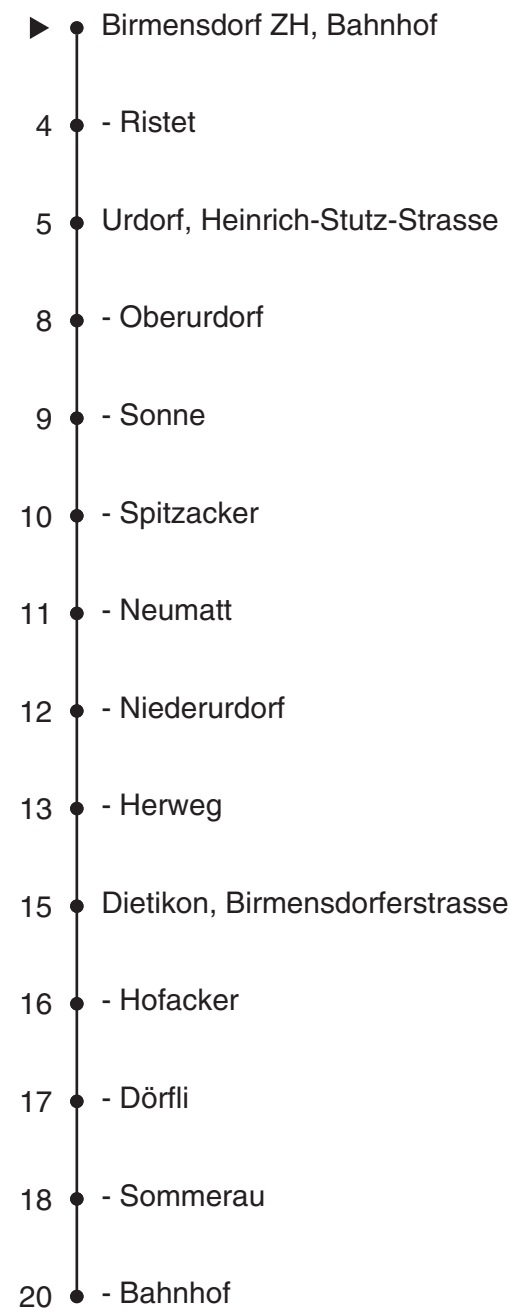 Birmensdorf ZH, Bahnhof
4 - Ristet
5 Urdorf, Heinrich-Stutz-Strasse
8 - Oberurdorf
9 - Sonne
10 - Spitzacker
11 - Neumatt
12 - Niederurdorf
13 - Herweg
15 Dietikon, Birmensdorferstrasse
16 - Hofacker
17 - Dörfli
18 - Sommerau
20 - Bahnhof